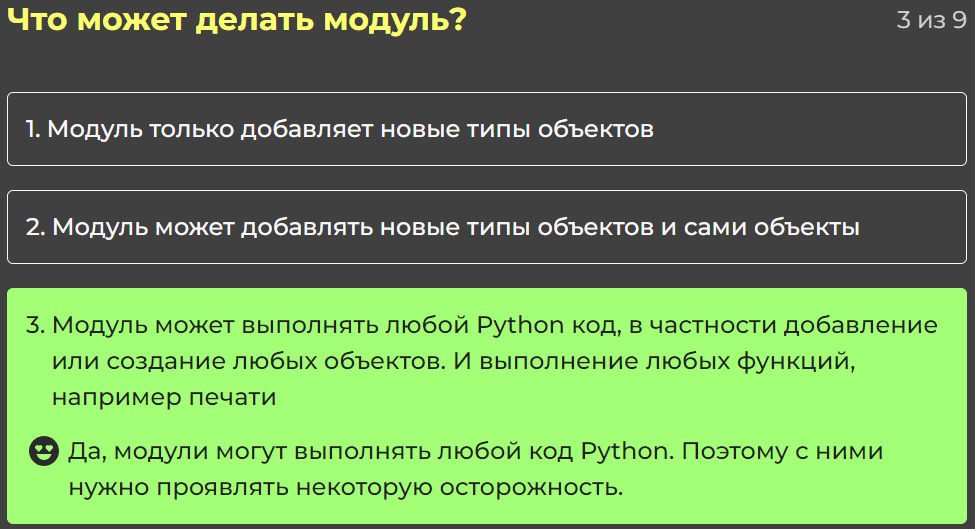 Что может делать модуль?
3 из 9
1. Модуль только добавляет новые типы объектов
2. Модуль может добавлять новые типы объектов и сами объекты
3. Модуль может выполнять любой Python код, в частности добавление
или создание любых объектов. И выполнение любых функций,
например печати
Да, модули могут выполнять любой код Python. Поэтому с ними
нужно проявлять некоторую осторожность.